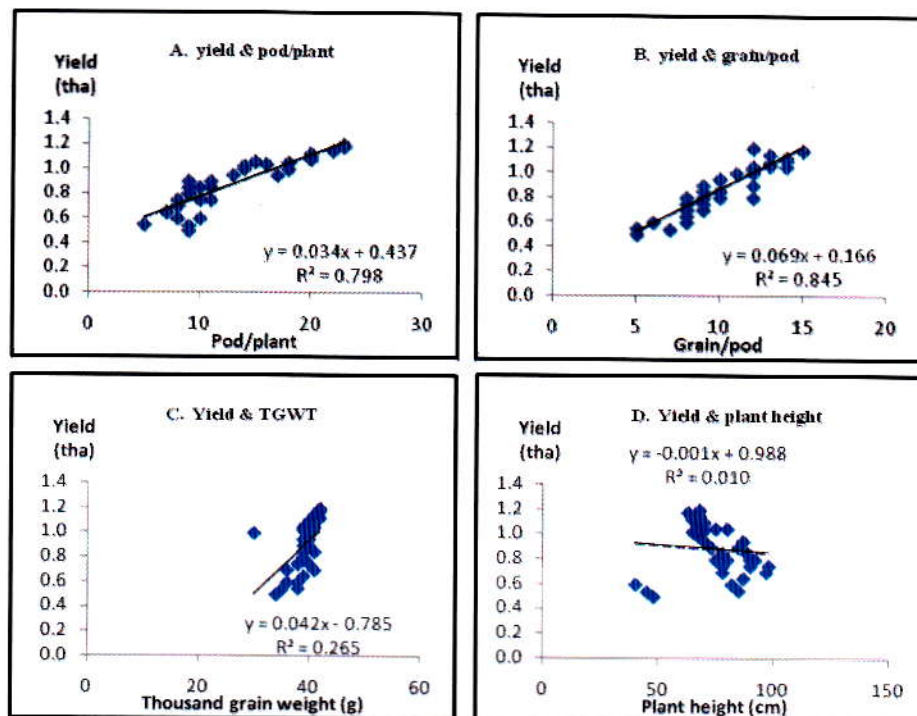 A. yield & pod/plant
Yield
(tha)
1.4
1.2
1.0
0.8
0.6
0.4
0.2
0.0
y = 0.034x + 0.437
R² = 0.798
0 10 20 30
Pod/plant
B. yield & grain/pod
Yield
(tha)
1.4
1.2
1.0
0.8
0.6
0.4
0.2
0.0
y = 0.069x + 0.166
R² = 0.845
0 5 10 15 20
Grain/pod
C. Yield & TGWT
Yield
(tha)
1.4
1.2
1.0
0.8
0.6
0.4
0.2
0.0
y = 0.042x - 0.785
R² = 0.265
0 20 40 60
Thousand grain weight (g)
D. Yield & plant height
Yield
(tha)
y = -0.001x + 0.988
R² = 0.010
1.4
1.2
1.0
0.8
0.6
0.4
0.2
0.0
0 50 100 150
Plant height (cm)